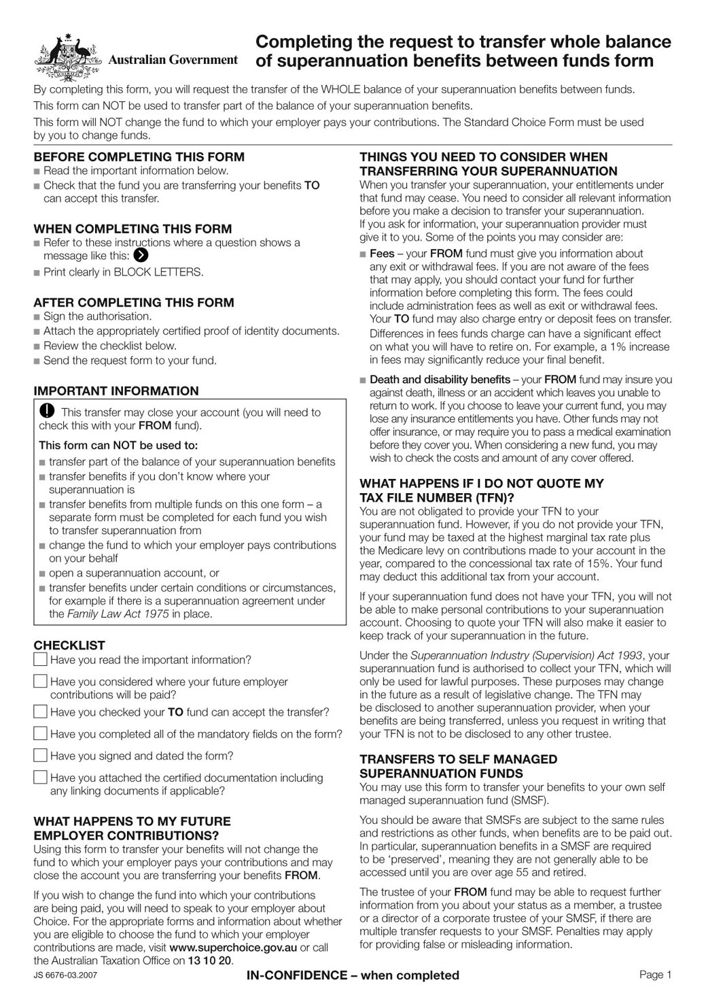 Australian Government
Completing the request to transfer whole balance
of superannuation benefits between funds form
By completing this form, you will request the transfer of the WHOLE balance of your superannuation benefits between funds.
This form can NOT be used to transfer part of the balance of your superannuation benefits.
This form will NOT change the fund to which your employer pays your contributions. The Standard Choice Form must be used
by you to change funds.
BEFORE COMPLETING THIS FORM
■ Read the important information below.
■ Check that the fund you are transferring your benefits TO
can accept this transfer.
WHEN COMPLETING THIS FORM
■ Refer to these instructions where a question shows a
message like this:
■ Print clearly in BLOCK LETTERS.
AFTER COMPLETING THIS FORM
■ Sign the authorisation.
■ Attach the appropriately certified proof of identity documents.
■ Review the checklist below.
■ Send the request form to your fund.
IMPORTANT INFORMATION
! This transfer may close your account (you will need to
check this with your FROM fund).
This form can NOT be used to:
■ transfer part of the balance of your superannuation benefits
■ transfer benefits if you don't know where your
superannuation is
■ transfer benefits from multiple funds on this one form – a
separate form must be completed for each fund you wish
to transfer superannuation from
■ change the fund to which your employer pays contributions
on your behalf
■ open a superannuation account, or
■ transfer benefits under certain conditions or circumstances,
for example if there is a superannuation agreement under
the Family Law Act 1975 in place.
CHECKLIST
Have you read the important information?
Have you considered where your future employer
contributions will be paid?
Have you checked your TO fund can accept the transfer?
Have you completed all of the mandatory fields on the form?
Have you signed and dated the form?
Have you attached the certified documentation including
any linking documents if applicable?
WHAT HAPPENS TO MY FUTURE
EMPLOYER CONTRIBUTIONS?
Using this form to transfer your benefits will not change the
fund to which your employer pays your contributions and may
close the account you are transferring your benefits FROM.
If you wish to change the fund into which your contributions
are being paid, you will need to speak to your employer about
Choice. For the appropriate forms and information about whether
you are eligible to choose the fund to which your employer
contributions are made, visit www.superchoice.gov.au or call
the Australian Taxation Office on 13 10 20.
THINGS YOU NEED TO CONSIDER WHEN
TRANSFERRING YOUR SUPERANNUATION
When you transfer your superannuation, your entitlements under
that fund may cease. You need to consider all relevant information
before you make a decision to transfer your superannuation.
If you ask for information, your superannuation provider must
give it to you. Some of the points you may consider are:
■ Fees – your FROM fund must give you information about
any exit or withdrawal fees. If you are not aware of the fees
that may apply, you should contact your fund for further
information before completing this form. The fees could
include administration fees as well as exit or withdrawal fees.
Your TO fund may also charge entry or deposit fees on transfer.
Differences in fees funds charge can have a significant effect
on what you will have to retire on. For example, a 1% increase
in fees may significantly reduce your final benefit.
■ Death and disability benefits – your FROM fund may insure you
against death, illness or an accident which leaves you unable to
return to work. If you choose to leave your current fund, you may
lose any insurance entitlements you have. Other funds may not
offer insurance, or may require you to pass a medical examination
before they cover you. When considering a new fund, you may
wish to check the costs and amount of any cover offered.
WHAT HAPPENS IF I DO NOT QUOTE MY
TAX FILE NUMBER (TFN)?
You are not obligated to provide your TFN to your
superannuation fund. However, if you do not provide your TFN,
your fund may be taxed at the highest marginal tax rate plus
the Medicare levy on contributions made to your account in the
year, compared to the concessional tax rate of 15%. Your fund
may deduct this additional tax from your account.
If your superannuation fund does not have your TFN, you will not
be able to make personal contributions to your superannuation
account. Choosing to quote your TFN will also make it easier to
keep track of your superannuation in the future.
Under the Superannuation Industry (Supervision) Act 1993, your
superannuation fund is authorised to collect your TFN, which will
only be used for lawful purposes. These purposes may change
in the future as a result of legislative change. The TFN may
be disclosed to another superannuation provider, when your
benefits are being transferred, unless you request in writing that
your TFN is not to be disclosed to any other trustee.
TRANSFERS TO SELF MANAGED
SUPERANNUATION FUNDS
You may use this form to transfer your benefits to your own self
managed superannuation fund (SMSF).
You should be aware that SMSFs are subject to the same rules
and restrictions as other funds, when benefits are to be paid out.
In particular, superannuation benefits in a SMSF are required
to be 'preserved', meaning they are not generally able to be
accessed until you are over age 55 and retired.
The trustee of your FROM fund may be able to request further
information from you about your status as a member, a trustee
or a director of a corporate trustee of your SMSF, if there are
multiple transfer requests to your SMSF. Penalties may apply
for providing false or misleading information.
JS 6676-03.2007
IN-CONFIDENCE – when completed
Page 1